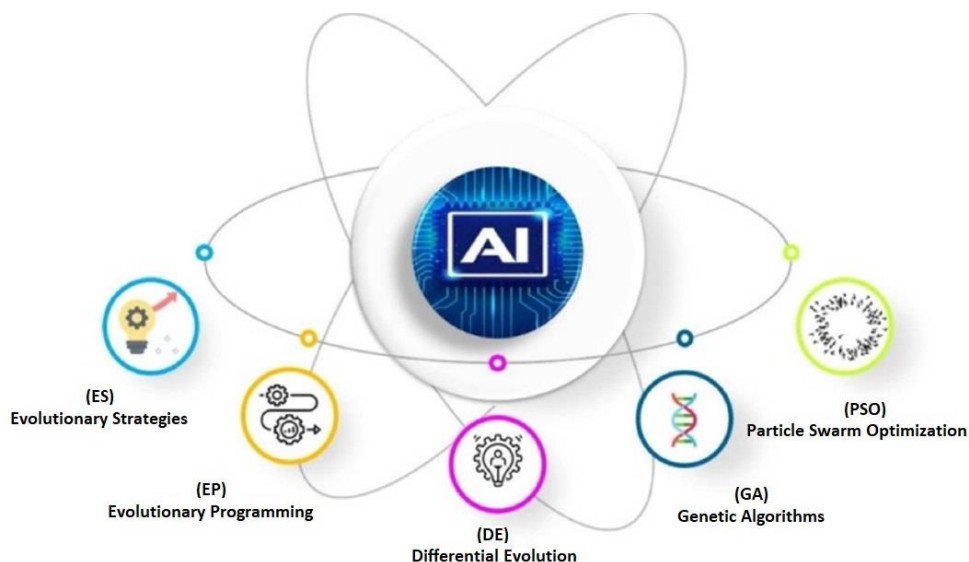 AI
(ES)
Evolutionary Strategies
(EP)
Evolutionary Programming
(DE)
Differential Evolution
(GA)
Genetic Algorithms
(PSO)
Particle Swarm Optimization